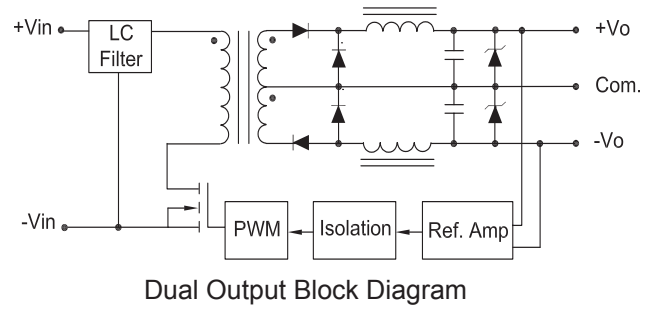 +Vin
LC
Filter
+Vo
Com.
-Vo
-Vin
PWM
Isolation
Ref. Amp
Dual Output Block Diagram